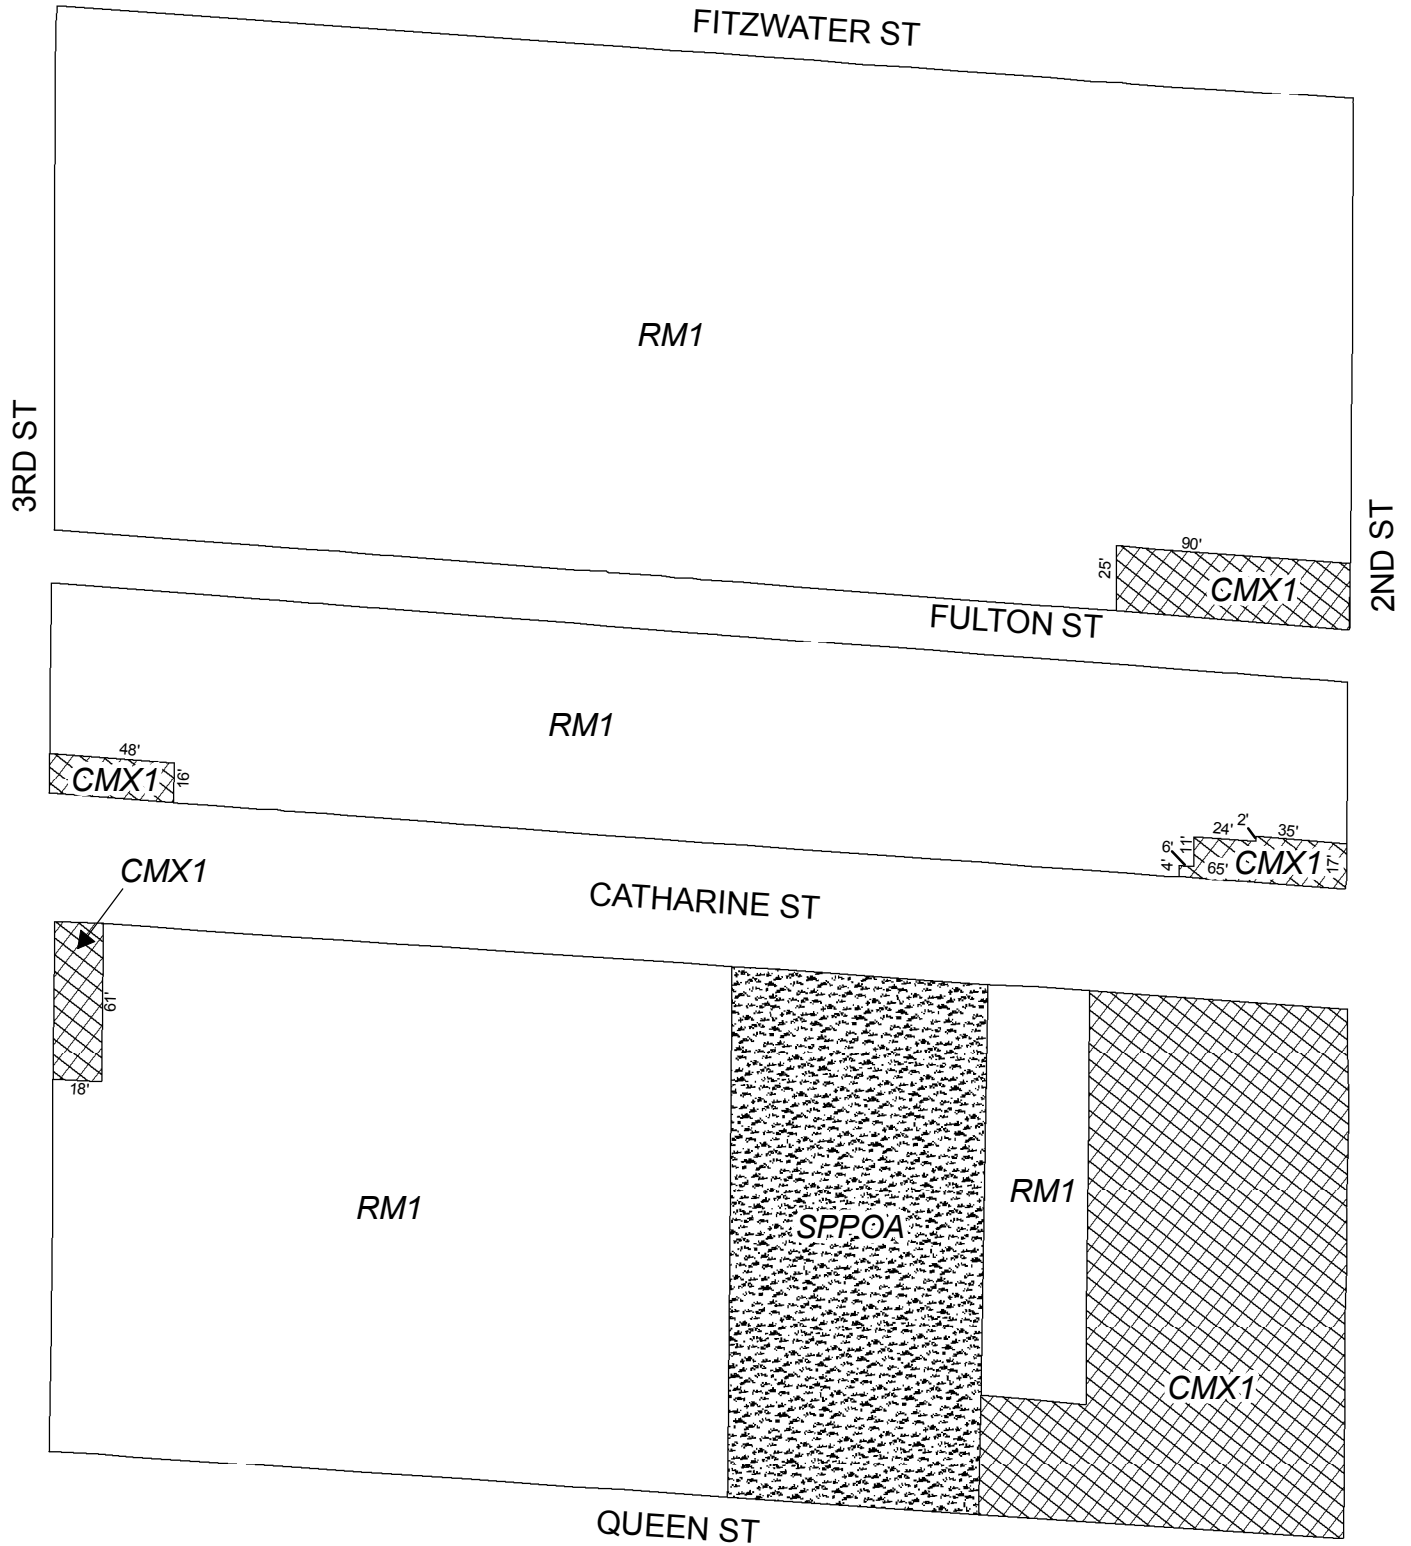 FITZWATER ST
RM1
3RD ST
2ND ST
90'
25'
CMX1
FULTON ST
RM1
48'
CMX1
16'
2'
24'
35'
6'
11'
4'
65'
CMX1
17'
CMX1
CATHARINE ST
61'
18'
RM1
SPPOA
RM1
CMX1
QUEEN ST